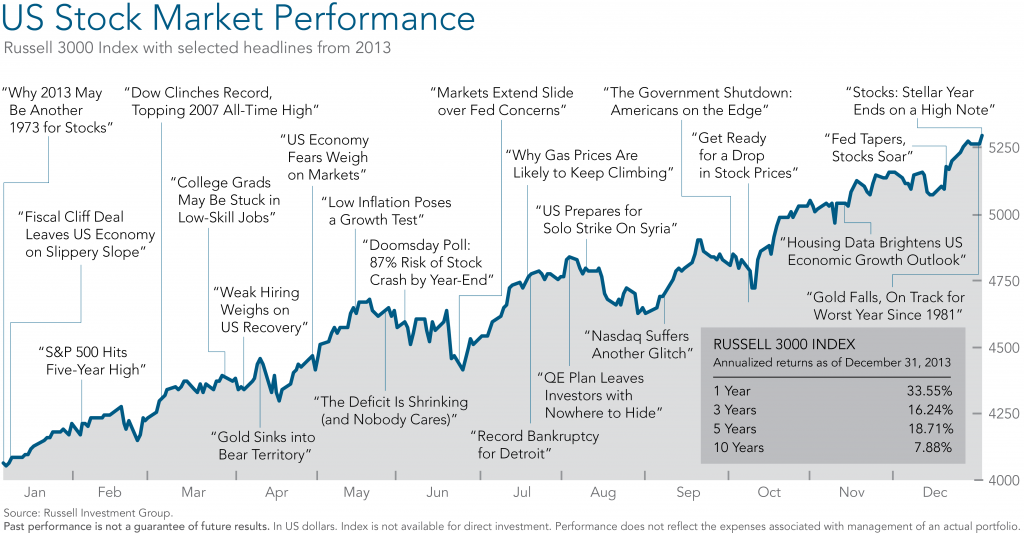 US Stock Market Performance
Russell 3000 Index with selected headlines from 2013
“Why 2013 May
Be Another
1973 for Stocks”
“Dow Clinches Record,
Topping 2007 All-Time High”
“Markets Extend Slide
over Fed Concerns”
“The Government Shutdown:
Americans on the Edge”
“Stocks: Stellar Year
Ends on a High Note”
“US Economy
Fears Weigh
on Markets”
“Get Ready
for a Drop
in Stock Prices”
“Fed Tapers,
Stocks Soar”
“Why Gas Prices Are
Likely to Keep Climbing”
“College Grads
May Be Stuck in
Low-Skill Jobs”
“Low Inflation Poses
a Growth Test”
“Fiscal Cliff Deal
Leaves US Economy
on Slippery Slope”
“US Prepares for
Solo Strike On Syria”
“Doomsday Poll:
87% Risk of Stock
Crash by Year-End”
“Housing Data Brightens US
Economic Growth Outlook”
“Weak Hiring
Weighs on
US Recovery”
“Gold Falls, On Track for
Worst Year Since 1981”
“Nasdaq Suffers
Another Glitch”
“S&P 500 Hits
Five-Year High”
“QE Plan Leaves
Investors with
Nowhere to Hide”
“The Deficit Is Shrinking
(and Nobody Cares)”
“Gold Sinks into
Bear Territory”
“Record Bankruptcy
for Detroit”
RUSSELL 3000 INDEX
Annualized returns as of December 31, 2013
1 Year 33.55%
3 Years 16.24%
5 Years 18.71%
10 Years 7.88%
5250
5000
4750
4500
4250
4000
Jan Feb Mar Apr May Jun Jul Aug Sep Oct Nov Dec
Source: Russell Investment Group.
Past performance is not a guarantee of future results. In US dollars. Index is not available for direct investment. Performance does not reflect the expenses associated with management of an actual portfolio.